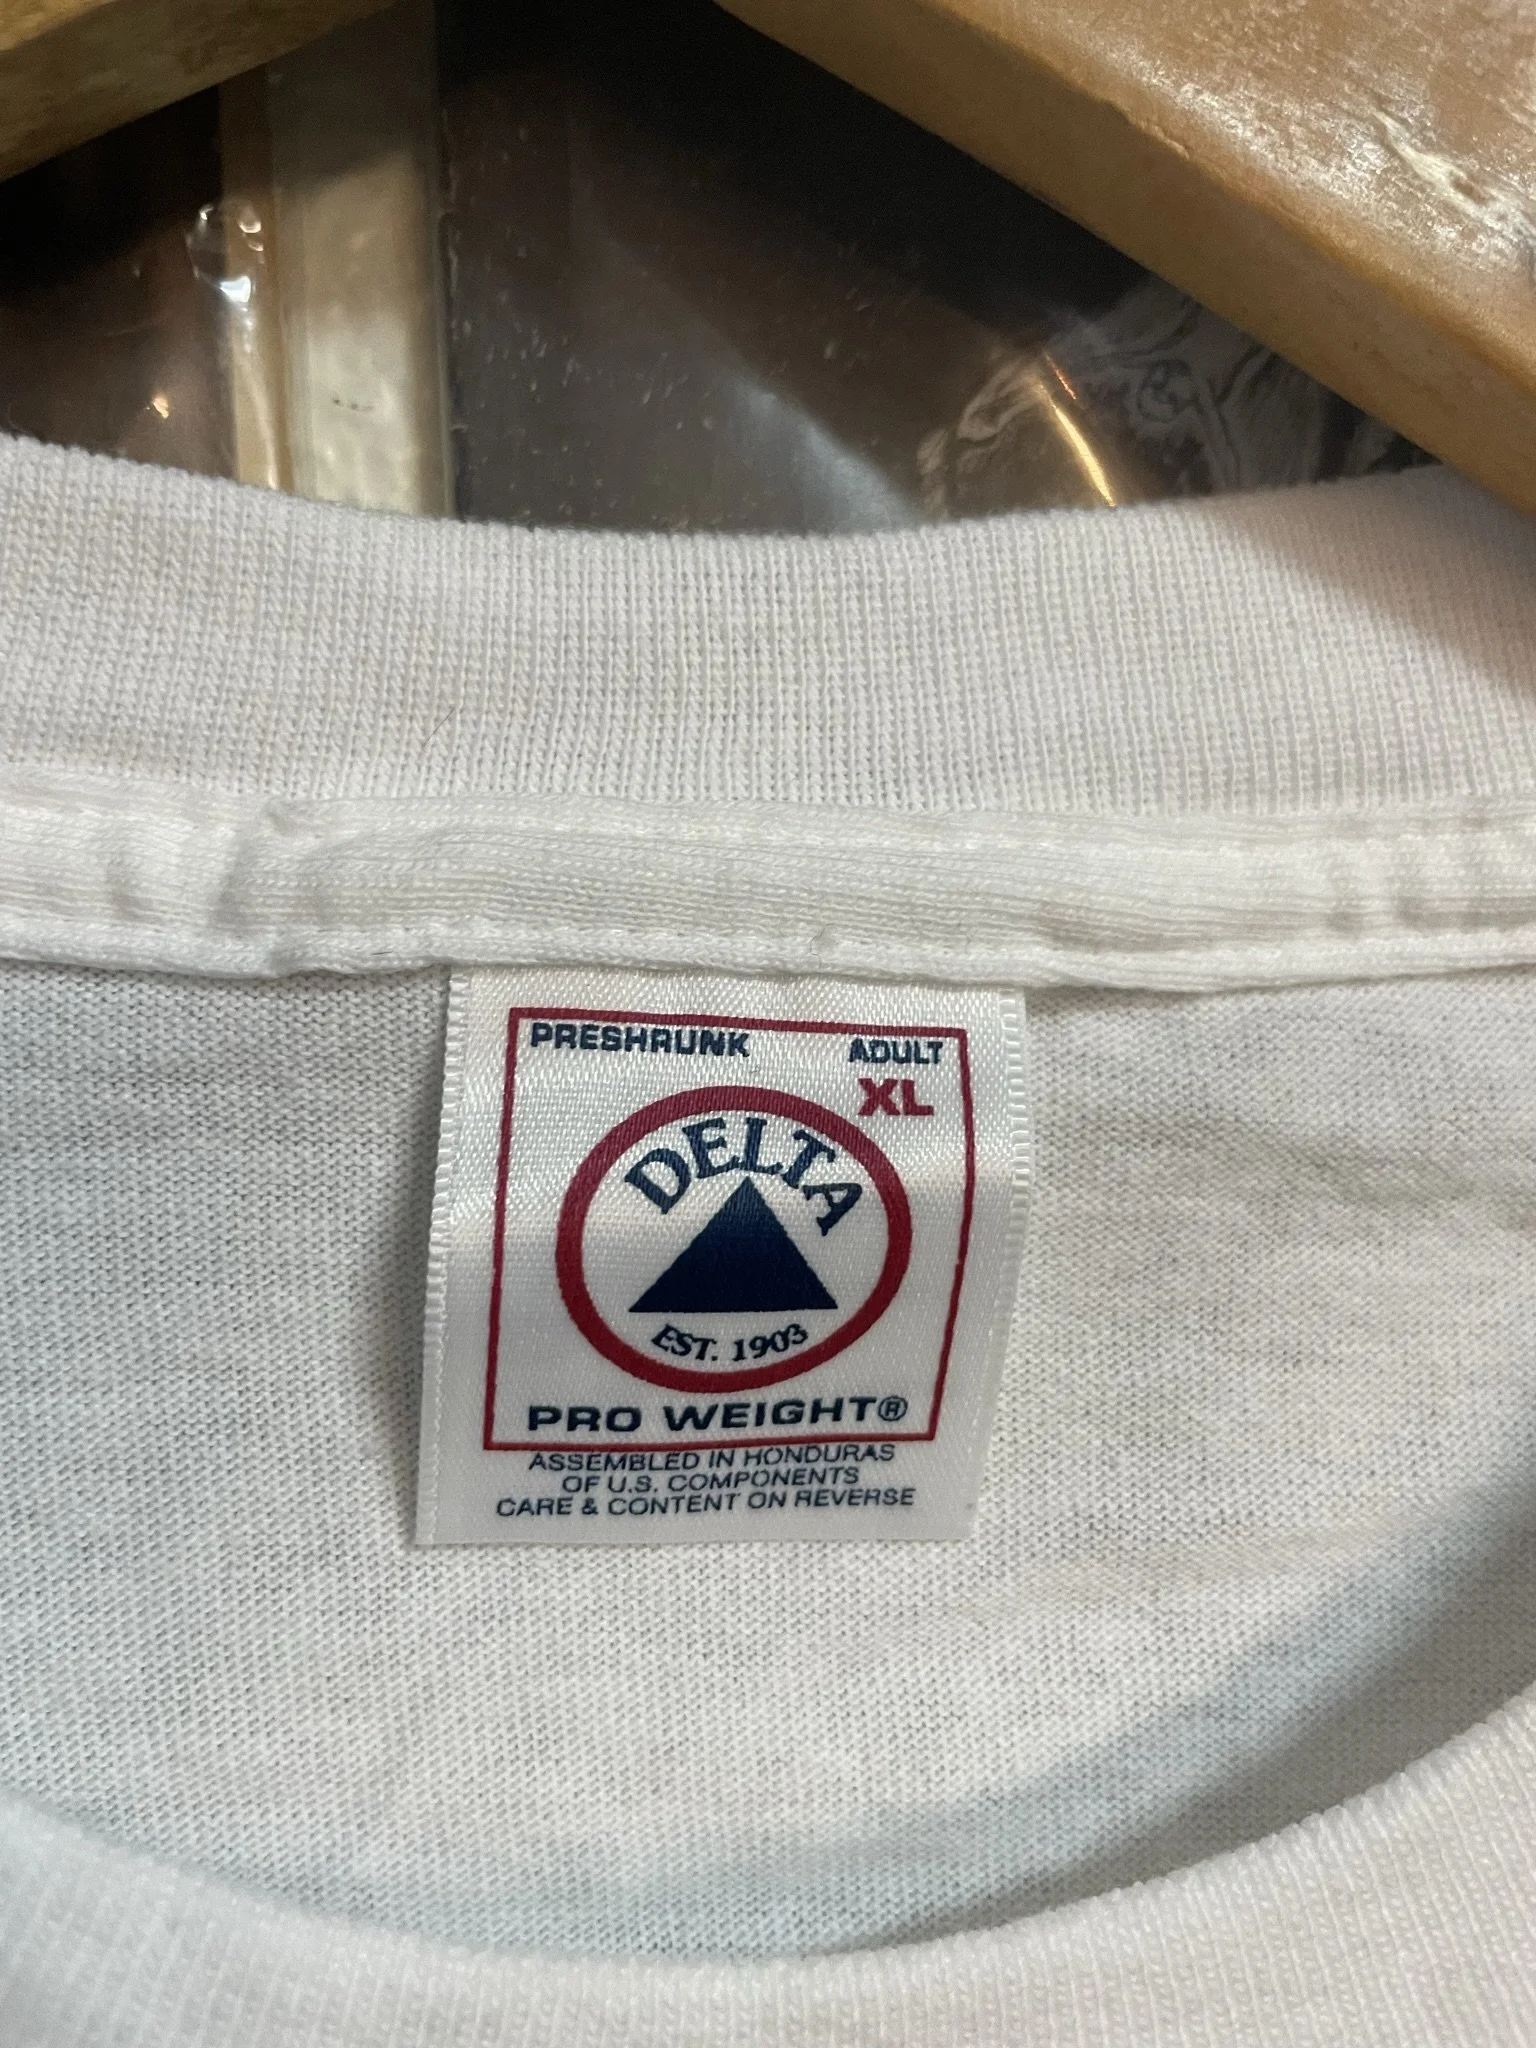 PRESHRUNK
ADULT
XL
DELTA
EST. 1903
PRO WEIGHT®
ASSEMBLED IN HONDURAS
OF U.S. COMPONENTS
CARE & CONTENT ON REVERSE